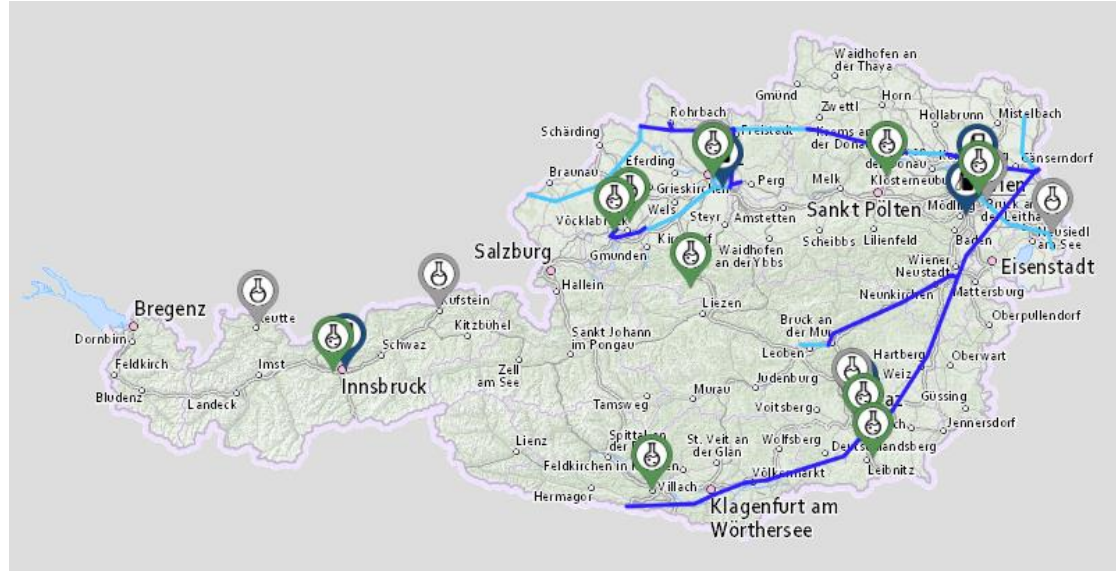 Waidhofen an
der Thaya
Gmünd
Horn
Zwettl
Hollabrunn
Mistelbach
Rohrbach
Freistadt
Krems an
der Donau
Schärding
Eferding
Gänserndorf
Braunau
Grieskirchen
Perg
Melk
Klosterneuburg
Wels
Sankt Pölten
Mödling
Bruck an
der Leitha
Vöcklabruck
Steyr
Amstetten
Neusiedl
am See
Scheibbs
Lilienfeld
Baden
Salzburg
Gmunden
Waidhofen
an der Ybbs
Wiener
Neustadt
Eisenstadt
Hallein
Neunkirchen
Mattersburg
Liezen
Bregenz
Kufstein
Reutte
Bruck an
der Mur
Oberpullendorf
Dornbirn
Kitzbühel
Sankt Johann
im Pongau
Leoben
Schwaz
Feldkirch
Imst
Zell
am See
Hartberg
Oberwart
Innsbruck
Judenburg
Weiz
Bludenz
Landeck
Murau
Tamsweg
Voitsberg
Güssing
Jennersdorf
Lienz
St. Veit an
der Glan
Wolfsberg
Deutschlandsberg
Leibnitz
Feldkirchen in
Völkermarkt
Hermagor
Villach
Klagenfurt am
Wörthersee